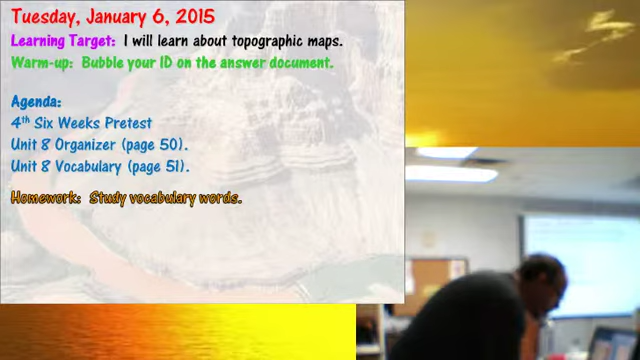 Tuesday, January 6, 2015
Learning Target: I will learn about topographic maps.
Warm-up: Bubble your ID on the answer document.
Agenda:
4th Six Weeks Pretest
Unit 8 Organizer (page 50).
Unit 8 Vocabulary (page 51).
Homework: Study vocabulary words.